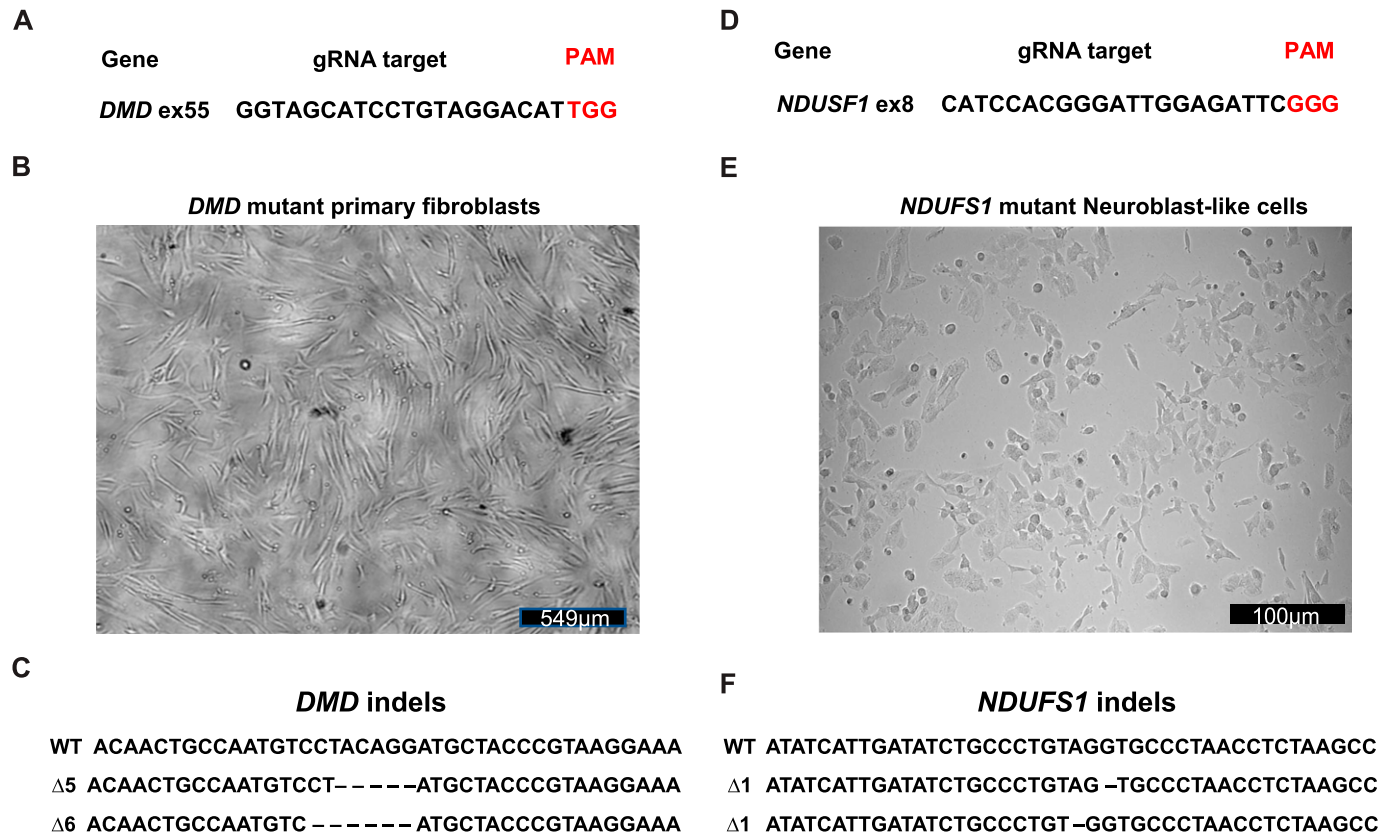 A
Gene gRNA target PAM
DMD ex55 GGTAGCATCCTGTAGGACAT TGG
B
DMD mutant primary fibroblasts
549µm
C
DMD indels
WT ACAACTGCCAATGTCCTACAGGATGCTACCCGTAAGGAAA
Δ5 ACAACTGCCAATGTCCT– – – – –ATGCTACCCGTAAGGAAA
Δ6 ACAACTGCCAATGTC – – – – – –ATGCTACCCGTAAGGAAA
D
Gene gRNA target PAM
NDUSF1 ex8 CATCCACGGGATTGGAGATTCGGG
E
NDUFS1 mutant Neuroblast-like cells
100µm
F
NDUFS1 indels
WT ATATCATTGATATCTGCCCTGTAGGTGCCCTAACCTCTAAGCC
Δ1 ATATCATTGATATCTGCCCTGTAG –TGCCCTAACCTCTAAGCC
Δ1 ATATCATTGATATCTGCCCTGT –GGTGCCCTAACCTCTAAGCC